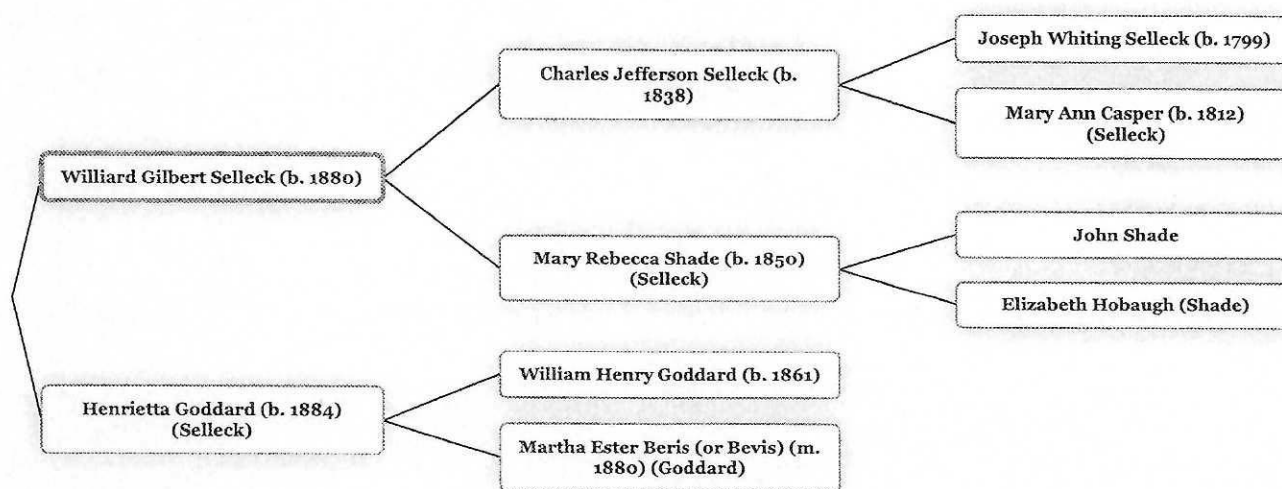 Joseph Whiting Selleck (b. 1799)
Charles Jefferson Selleck (b.
1838)
Mary Ann Casper (b. 1812)
(Selleck)
Williard Gilbert Selleck (b. 1880)
Mary Rebecca Shade (b. 1850)
(Selleck)
John Shade
Elizabeth Hobaugh (Shade)
Henrietta Goddard (b. 1884)
(Selleck)
William Henry Goddard (b. 1861)
Martha Ester Beris (or Bevis) (m.
1880) (Goddard)